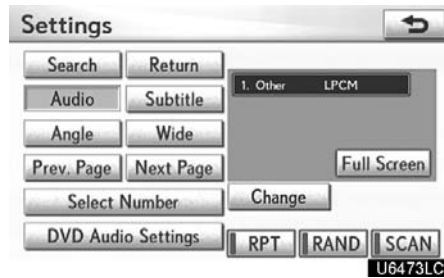 Settings
Search Return
Audio Subtitle
1. Other LPCM
Angle Wide
Prev. Page Next Page
Full Screen
Select Number
Change
DVD Audio Settings
RPT RAND SCAN
U6473LC